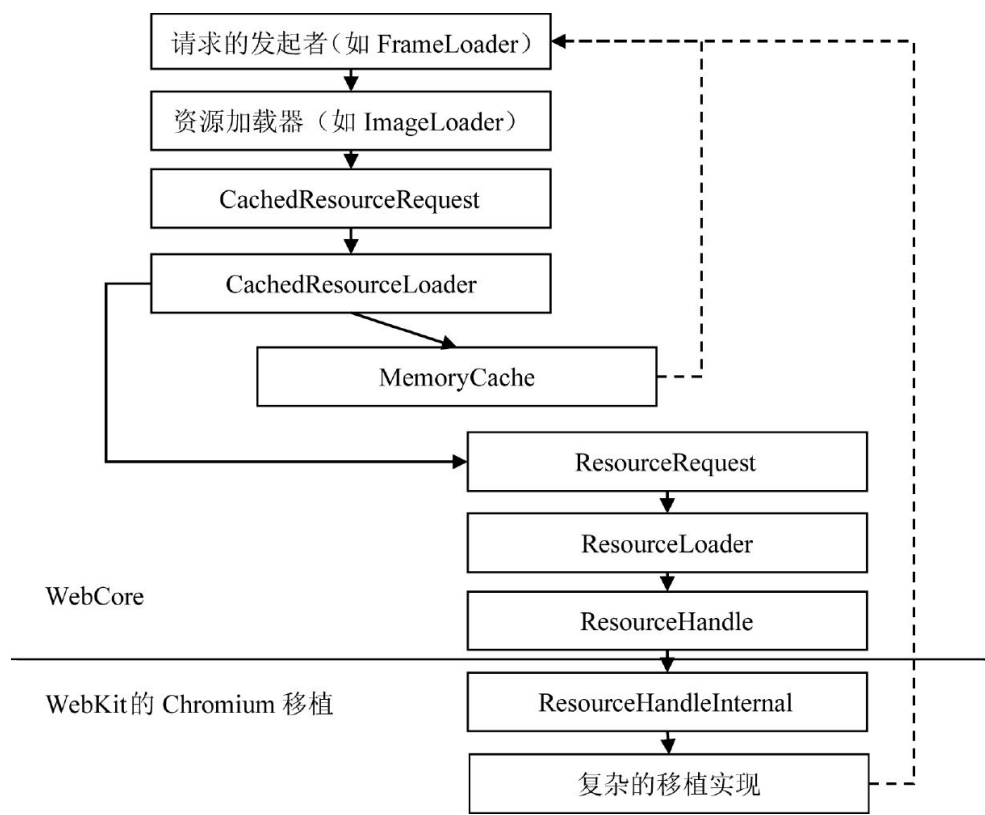 请求的发起者（如 FrameLoader）
资源加载器（如 ImageLoader）
CachedResourceRequest
CachedResourceLoader
MemoryCache
ResourceRequest
ResourceLoader
WebCore
ResourceHandle
WebKit的 Chromium 移植
ResourceHandleInternal
复杂的移植实现